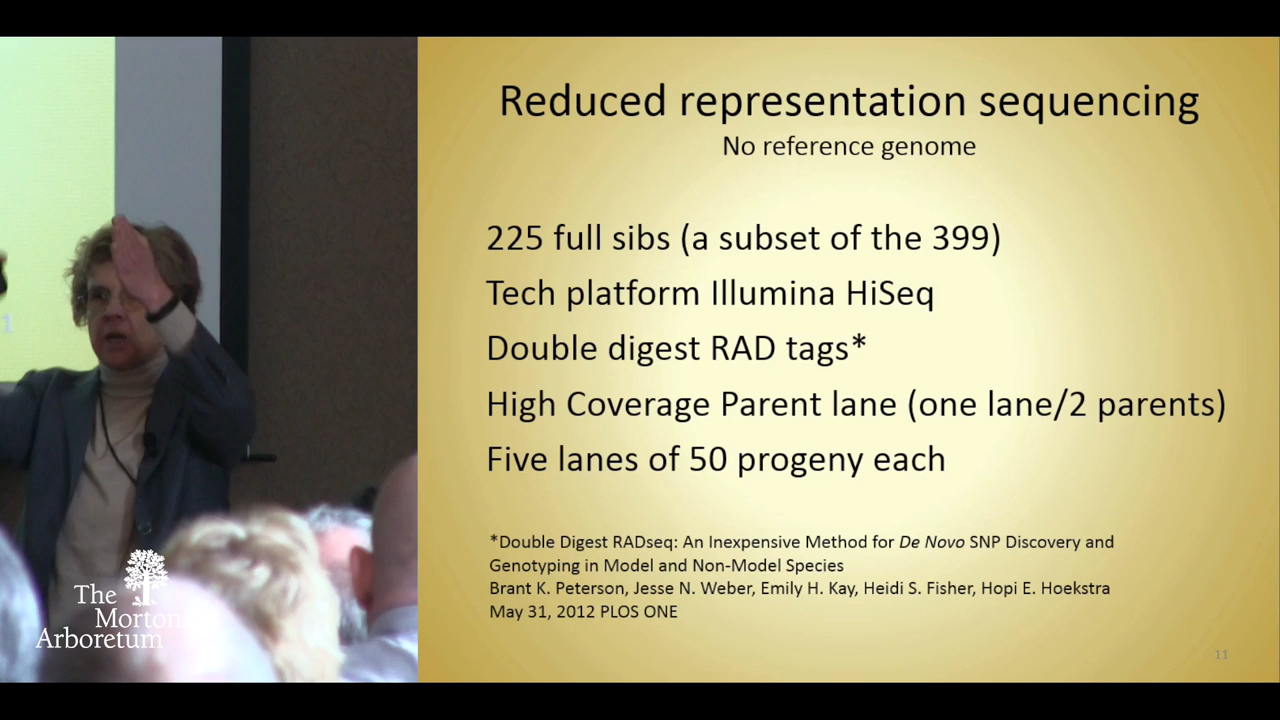 Reduced representation sequencing
No reference genome
225 full sibs (a subset of the 399)
Tech platform Illumina HiSeq
Double digest RAD tags*
High Coverage Parent lane (one lane/2 parents)
Five lanes of 50 progeny each
*Double Digest RADseq: An Inexpensive Method for De Novo SNP Discovery and
Genotyping in Model and Non-Model Species
Brant K. Peterson, Jesse N. Weber, Emily H. Kay, Heidi S. Fisher, Hopi E. Hoekstra
May 31, 2012 PLOS ONE
11
1
The
Morton
Arboretum